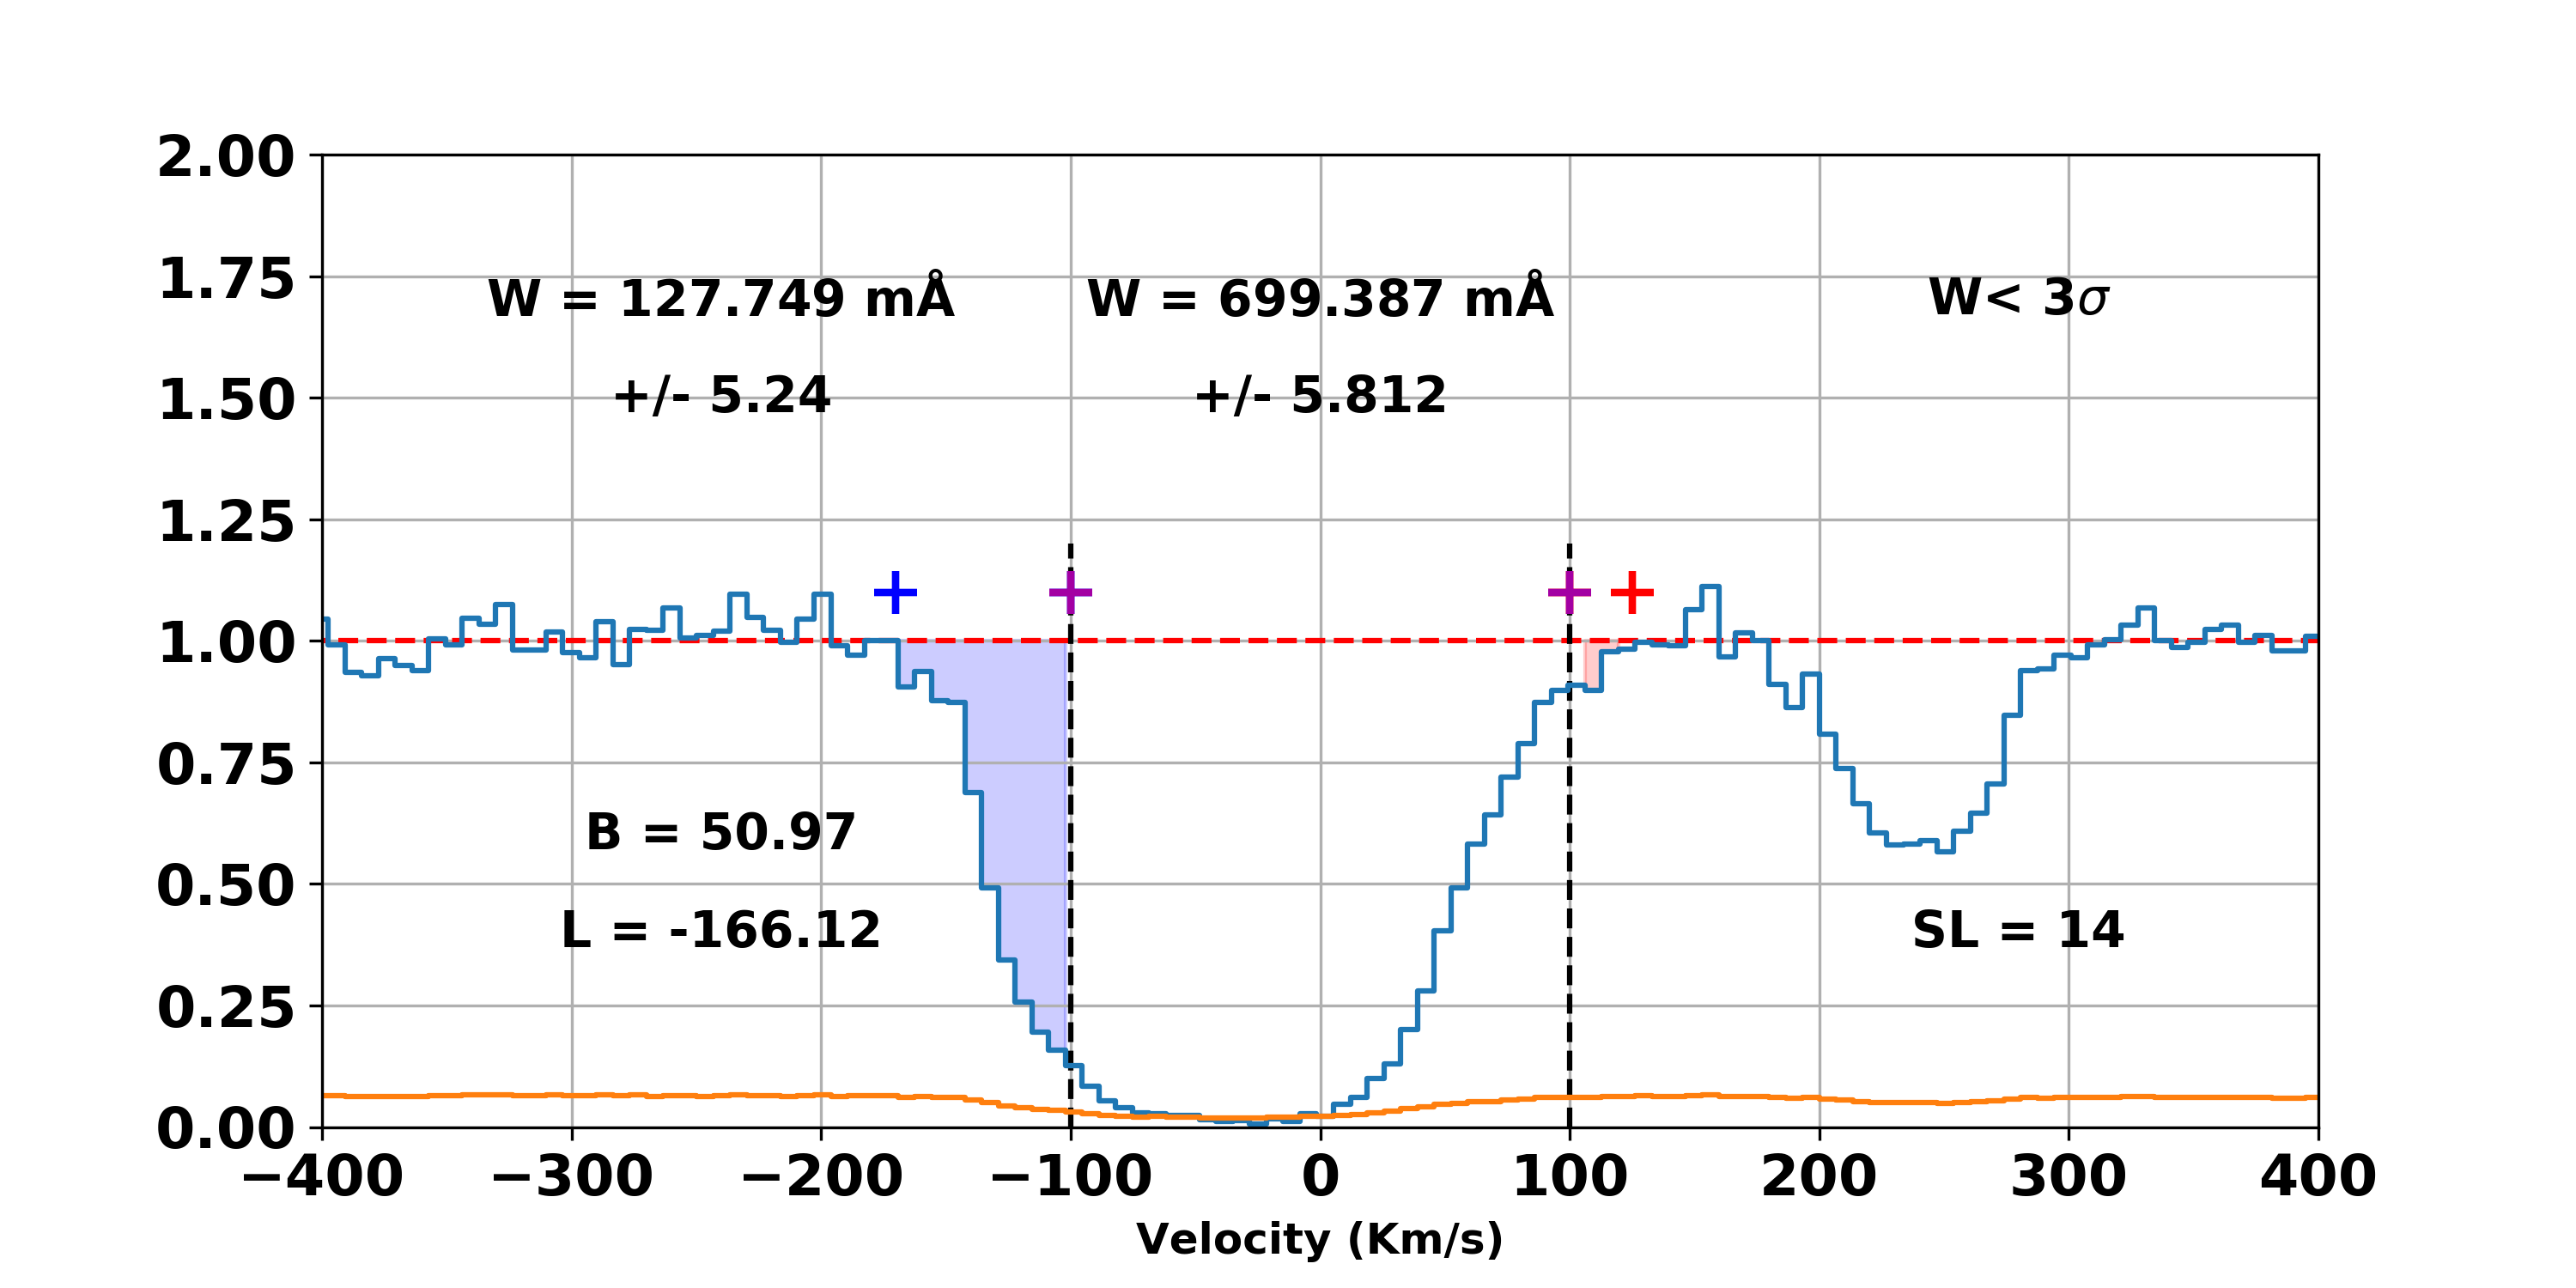 2.00
1.75
1.50
1.25
1.00
0.75
0.50
0.25
0.00
W = 127.749 mÅ
+/- 5.24
W = 699.387 mÅ
+/- 5.812
W< 3σ
B = 50.97
L = -166.12
SL = 14
−400 −300 −200 −100 0 100 200 300 400
Velocity (Km/s)